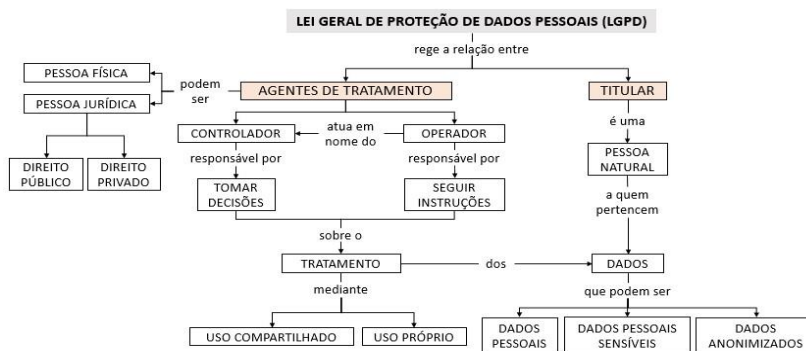 LEI GERAL DE PROTEÇÃO DE DADOS PESSOAIS (LGPD)
rege a relação entre
PESSOA FÍSICA
podem
ser
AGENTES DE TRATAMENTO
TITULAR
PESSOA JURÍDICA
é uma
CONTROLADOR
atua em
nome do
OPERADOR
PESSOA
NATURAL
DIREITO
PÚBLICO
DIREITO
PRIVADO
responsável por
responsável por
TOMAR
DECISÕES
SEGUIR
INSTRUÇÕES
a quem
pertencem
sobre o
TRATAMENTO
dos
DADOS
mediante
que podem ser
USO COMPARTILHADO
USO PRÓPRIO
DADOS
PESSOAIS
DADOS PESSOAIS
SENSÍVEIS
DADOS
ANONIMIZADOS